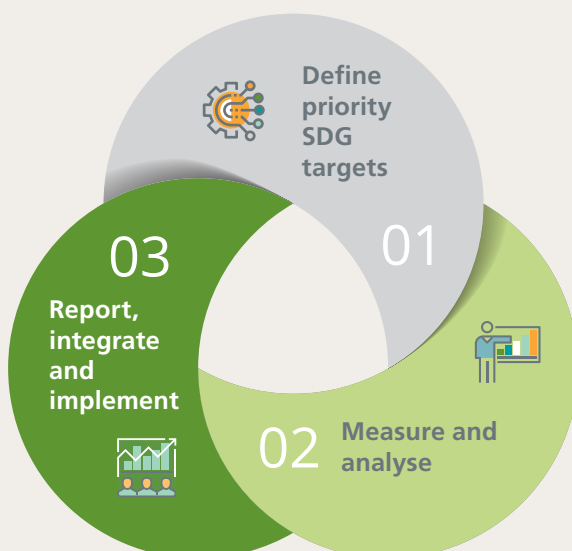 Define
priority
SDG
targets
01
02
Measure and
analyse
03
Report,
integrate
and
implement